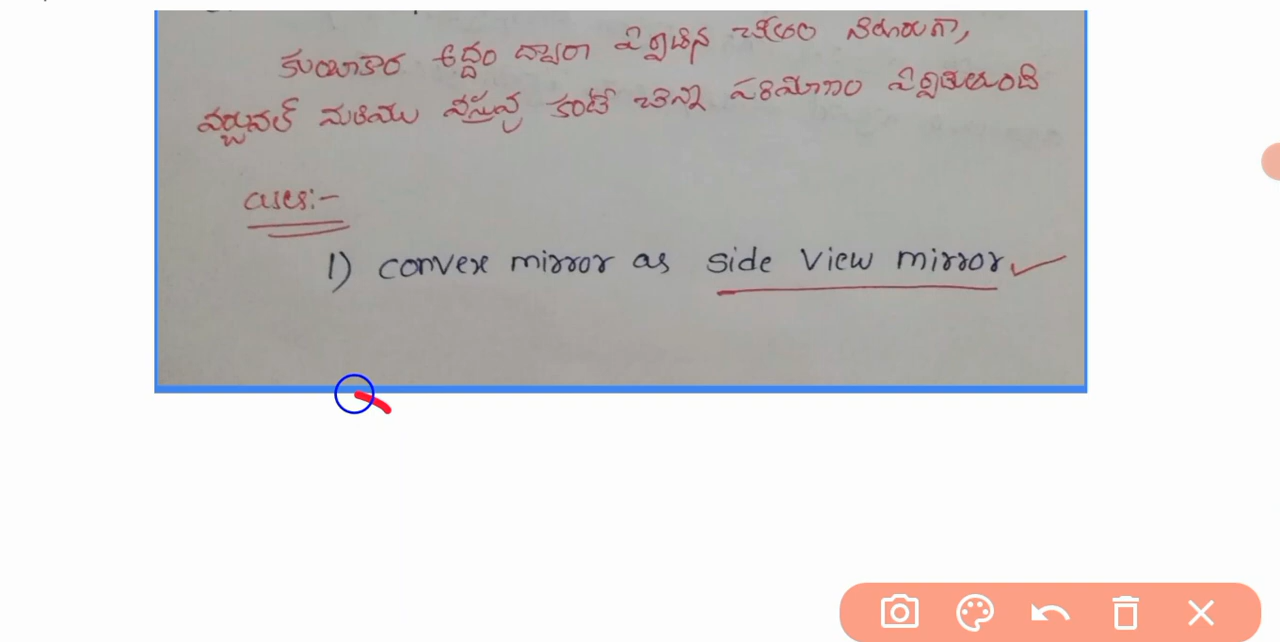 కుయాకార అద్దం ద్వారా ఏర్పడిన చిత్రం నిటారుగా,
వర్చువల్ మరియు వస్తువు కంటే చిన్న పరిమాణం ఏర్పడుతుంది
uses:-
1) convex mirror as side view mirror